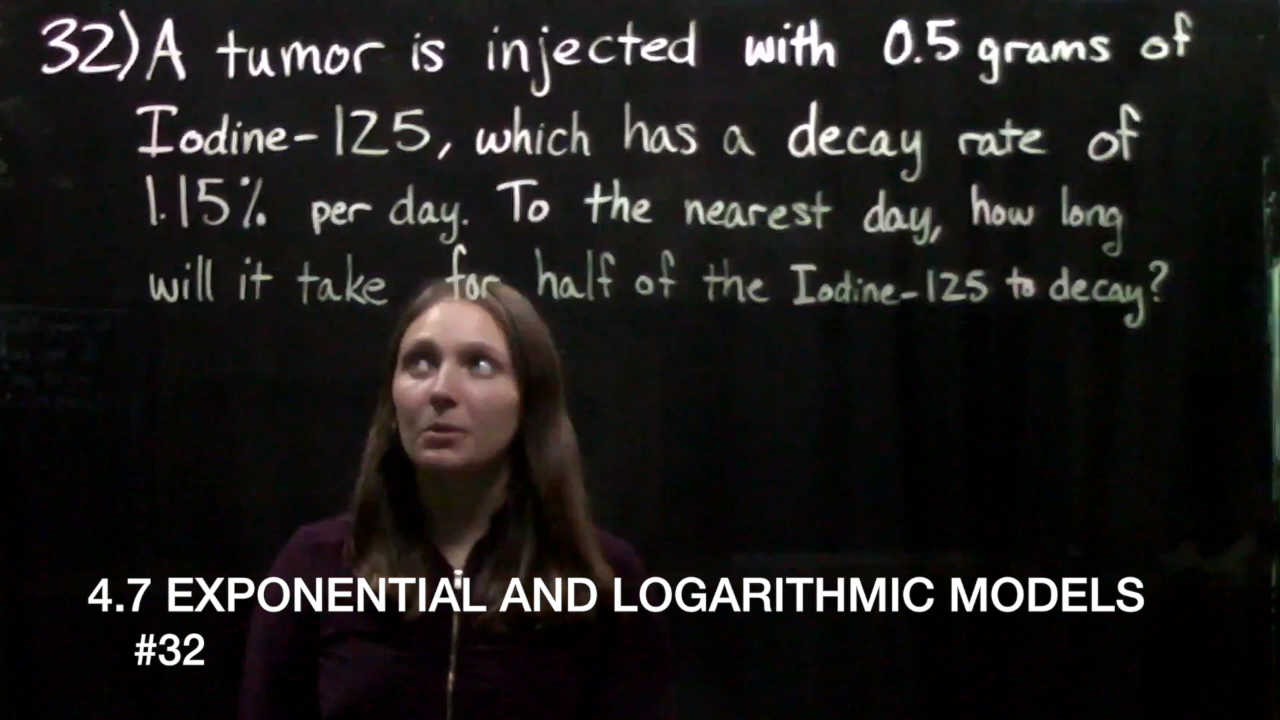 32) A tumor is injected with 0.5 grams of
Iodine-125, which has a decay rate of
1.15% per day. To the nearest day, how long
will it take for half of the Iodine-125 to decay?
4.7 EXPONENTIAL AND LOGARITHMIC MODELS
#32